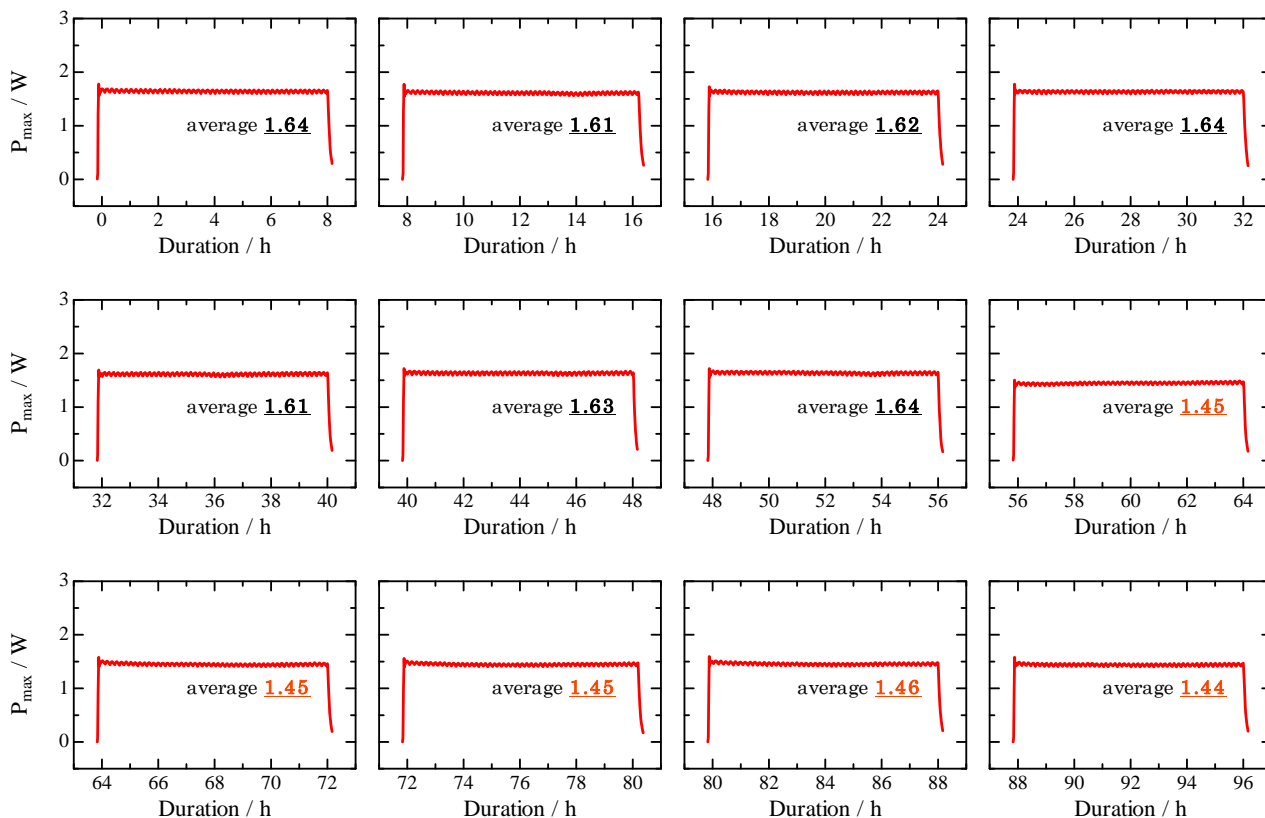 3
2
1
0
P_max / W
average 1.64
average 1.61
average 1.62
average 1.64
0 2 4 6 8
8 10 12 14 16
16 18 20 22 24
24 26 28 30 32
Duration / h
Duration / h
Duration / h
Duration / h
3
2
1
0
P_max / W
average 1.61
average 1.63
average 1.64
average 1.45
32 34 36 38 40
40 42 44 46 48
48 50 52 54 56
56 58 60 62 64
Duration / h
Duration / h
Duration / h
Duration / h
3
2
1
0
P_max / W
average 1.45
average 1.45
average 1.46
average 1.44
64 66 68 70 72
72 74 76 78 80
80 82 84 86 88
88 90 92 94 96
Duration / h
Duration / h
Duration / h
Duration / h